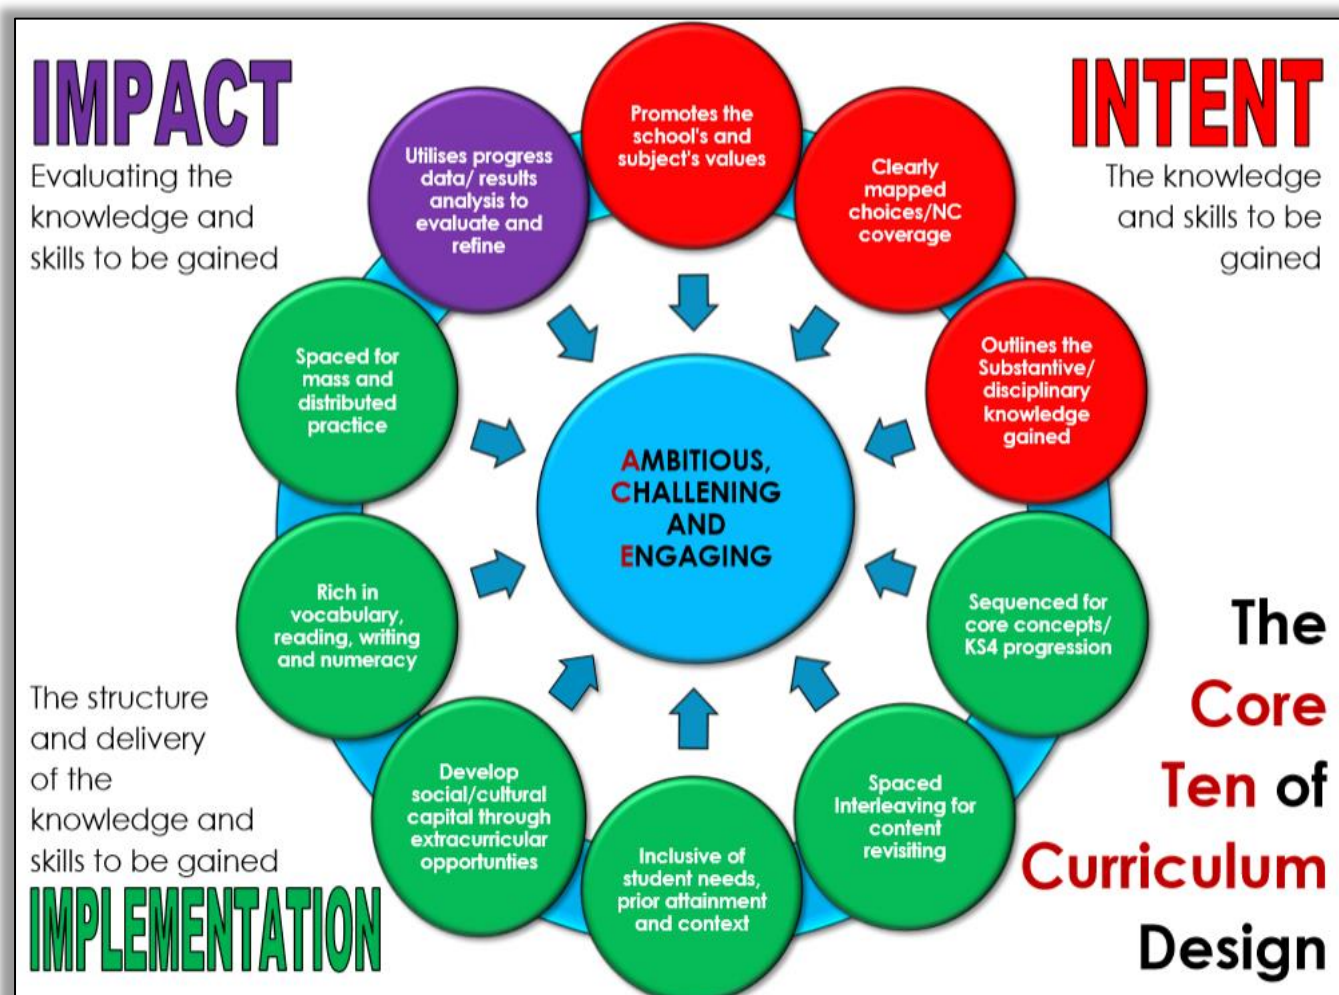 IMPACT
Evaluating the
knowledge and
skills to be gained
INTENT
The knowledge
and skills to be
gained
Promotes the
school's and
subject's values
Clearly
mapped
choices/NC
coverage
Outlines the
Substantive/
disciplinary
knowledge
gained
Sequenced for
core concepts/
KS4 progression
Spaced
Interleaving for
content
revisiting
Inclusive of
student needs,
prior attainment
and context
Develop
social/cultural
capital through
extracurricular
opportunties
Rich in
vocabulary,
reading, writing
and numeracy
Spaced for
mass and
distributed
practice
Utilises progress
data/ results
analysis to
evaluate and
refine
AMBITIOUS,
CHALLENING
AND
ENGAGING
The structure
and delivery
of the
knowledge and
skills to be gained
IMPLEMENTATION
The
Core
Ten of
Curriculum
Design